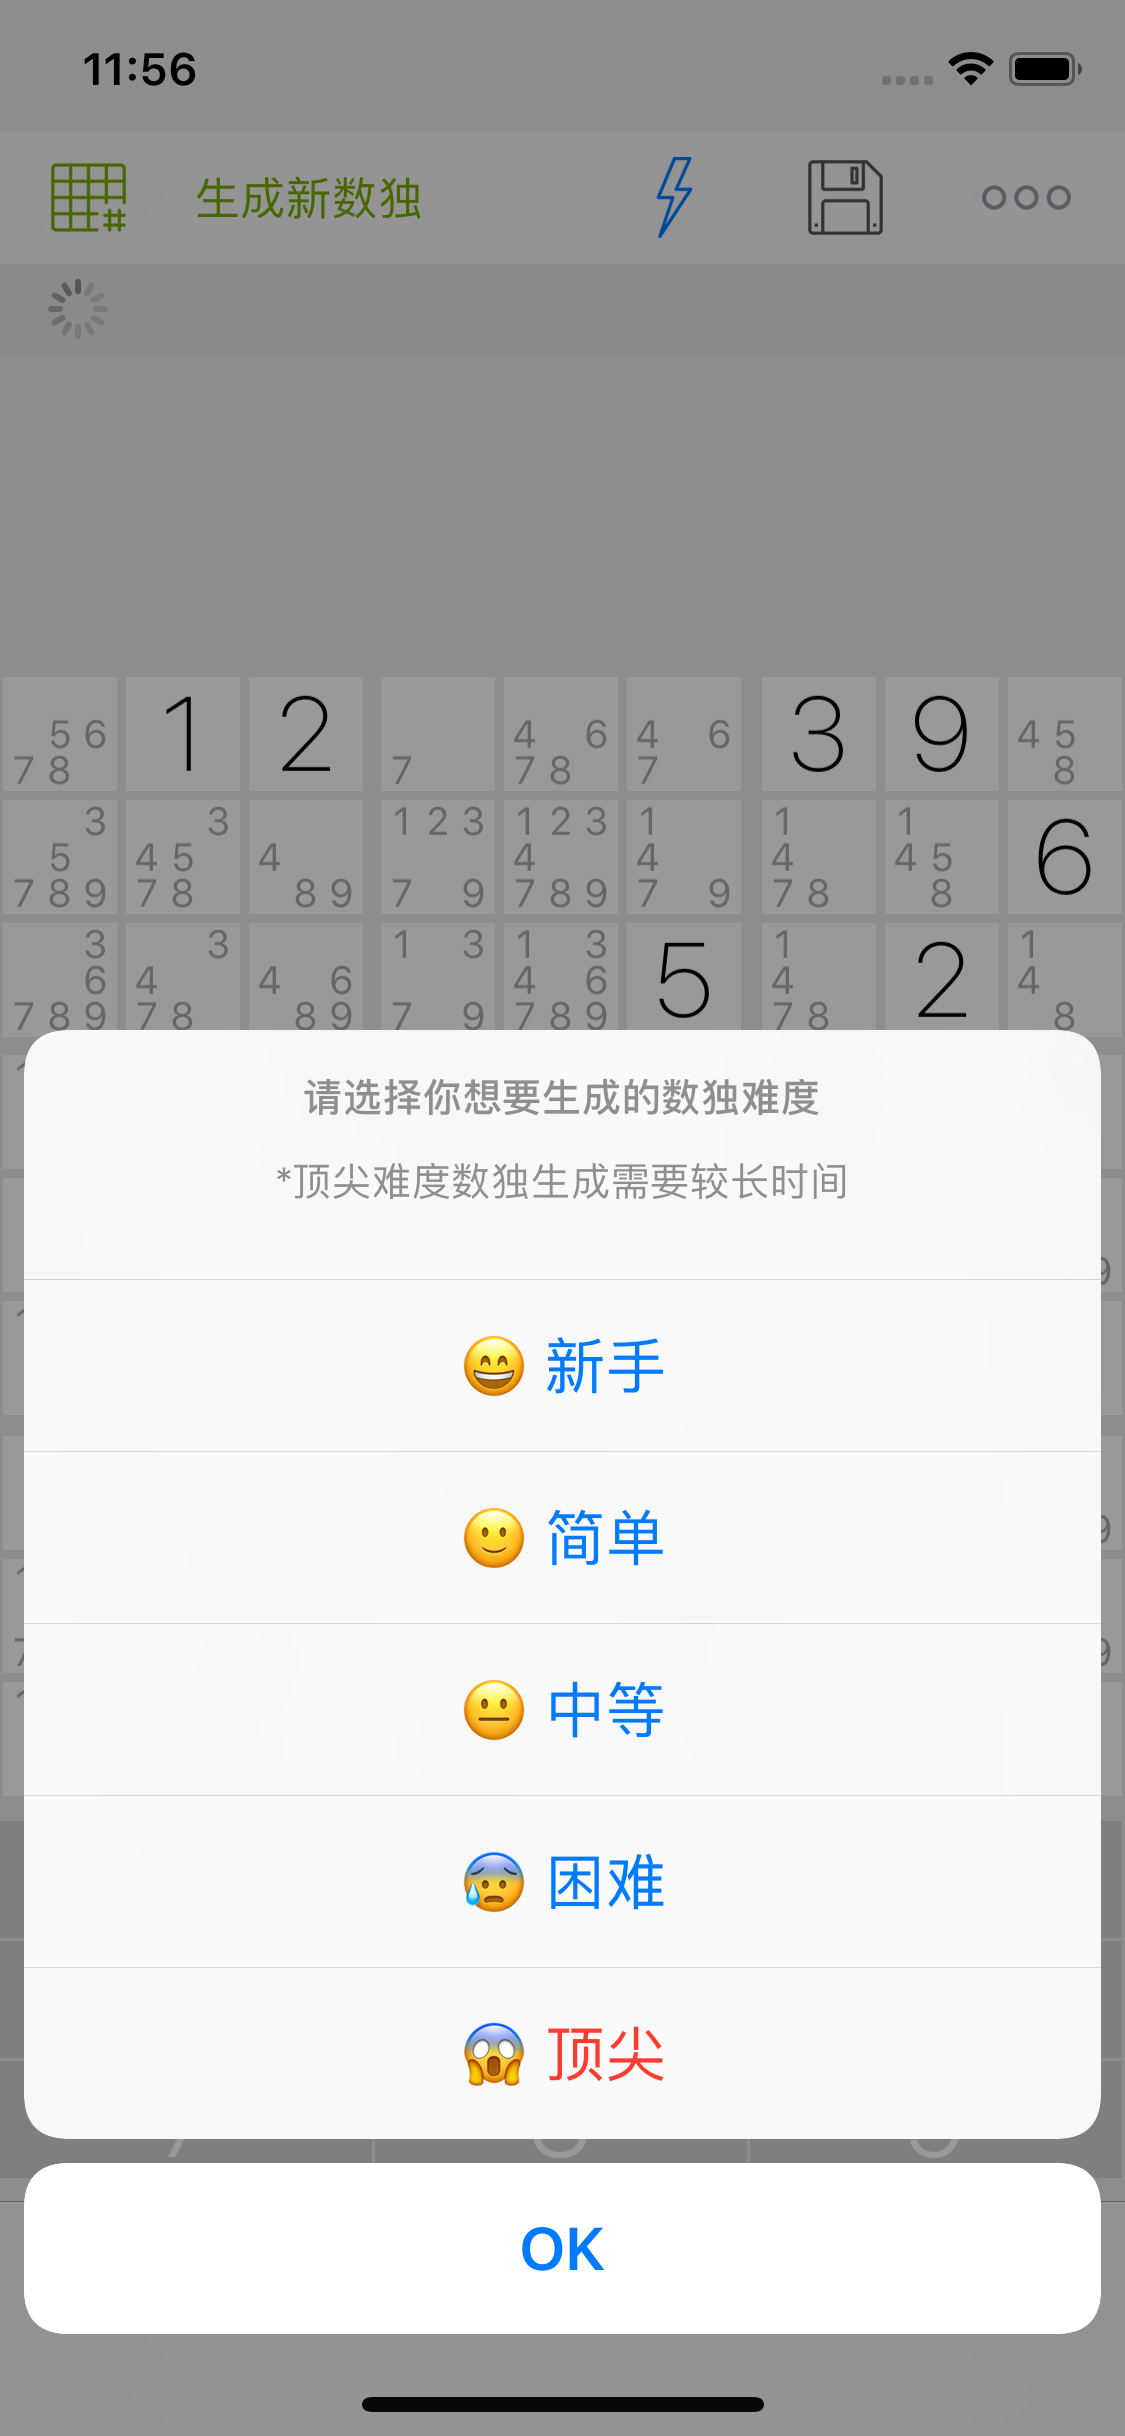 11:56
生成新数独
5 6 1 2 4 6 4 6 3 9 4 5
7 8 7 7 8 7 8
3 3 1 2 3 1 2 3 1 1 1 6
5 4 5 4 4 4 4 4 5
7 8 9 7 8 8 9 7 9 7 8 9 7 9 7 8 8
3 3 1 3 1 3 5 1 2 1
6 4 4 6 4 6 4 4
7 8 9 7 8 8 9 7 9 7 8 9 7 8 8
请选择你想要生成的数独难度
*顶尖难度数独生成需要较长时间
😄 新手
🙂 简单
😐 中等
😰 困难
😱 顶尖
OK